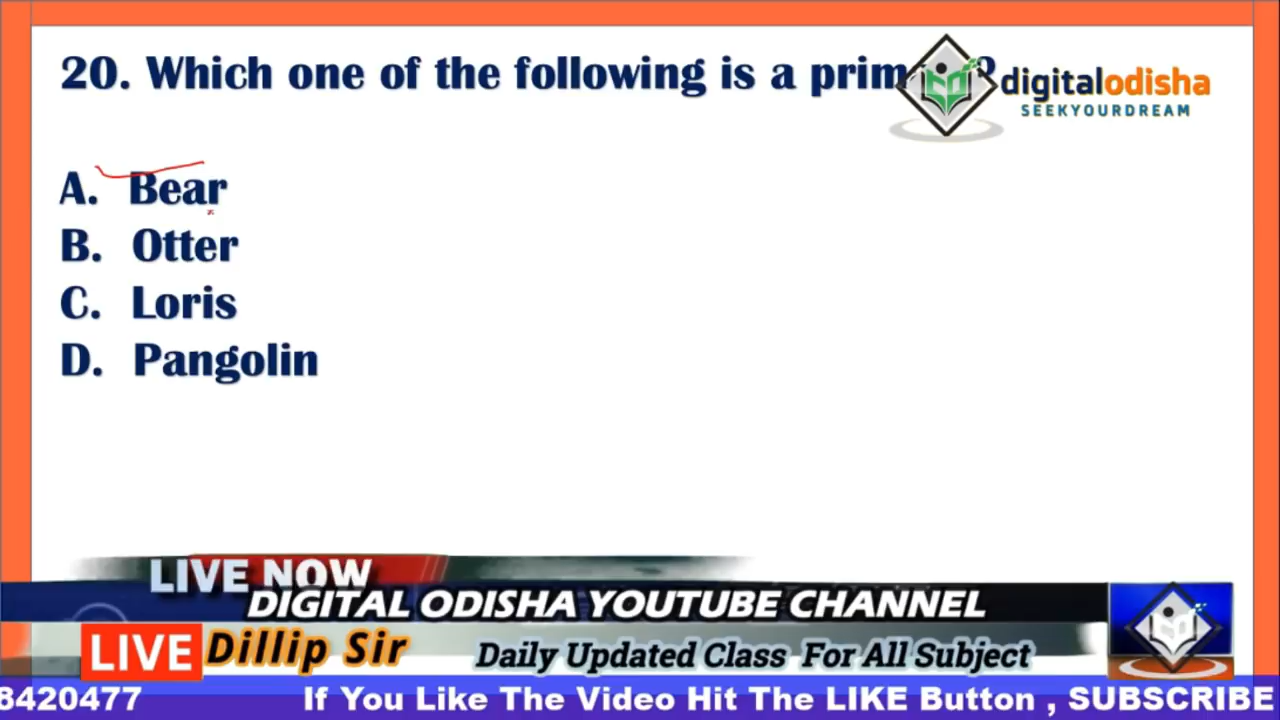 20. Which one of the following is a prim ?
digitalodisha
SEEKYOURDREAM
A. Bear
B. Otter
C. Loris
D. Pangolin
LIVE NOW
DIGITAL ODISHA YOUTUBE CHANNEL
LIVE Dillip Sir
Daily Updated Class For All Subject
8420477 If You Like The Video Hit The LIKE Button , SUBSCRIBE